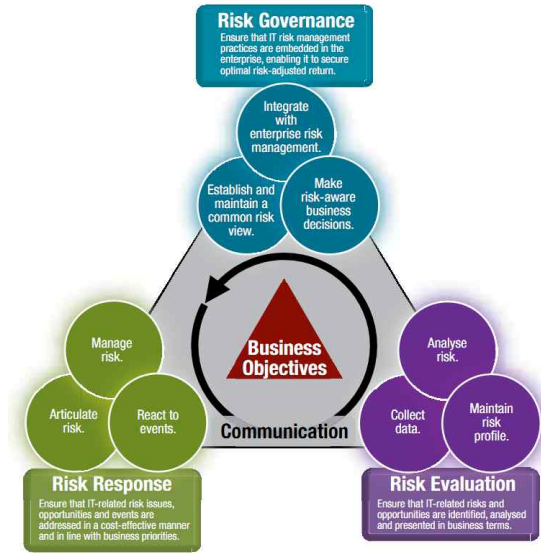 Risk Governance
Ensure that IT risk management
practices are embedded in the
enterprise, enabling it to secure
optimal risk-adjusted return.
Integrate
with
enterprise risk
management.
Establish and
maintain a
common risk
view.
Make
risk-aware
business
decisions.
Business
Objectives
Communication
Manage
risk.
Articulate
risk.
React to
events.
Risk Response
Ensure that IT-related risk issues,
opportunities and events are
addressed in a cost-effective manner
and in line with business priorities.
Analyse
risk.
Collect
data.
Maintain
risk
profile.
Risk Evaluation
Ensure that IT-related risks and
opportunities are identified, analysed
and presented in business terms.